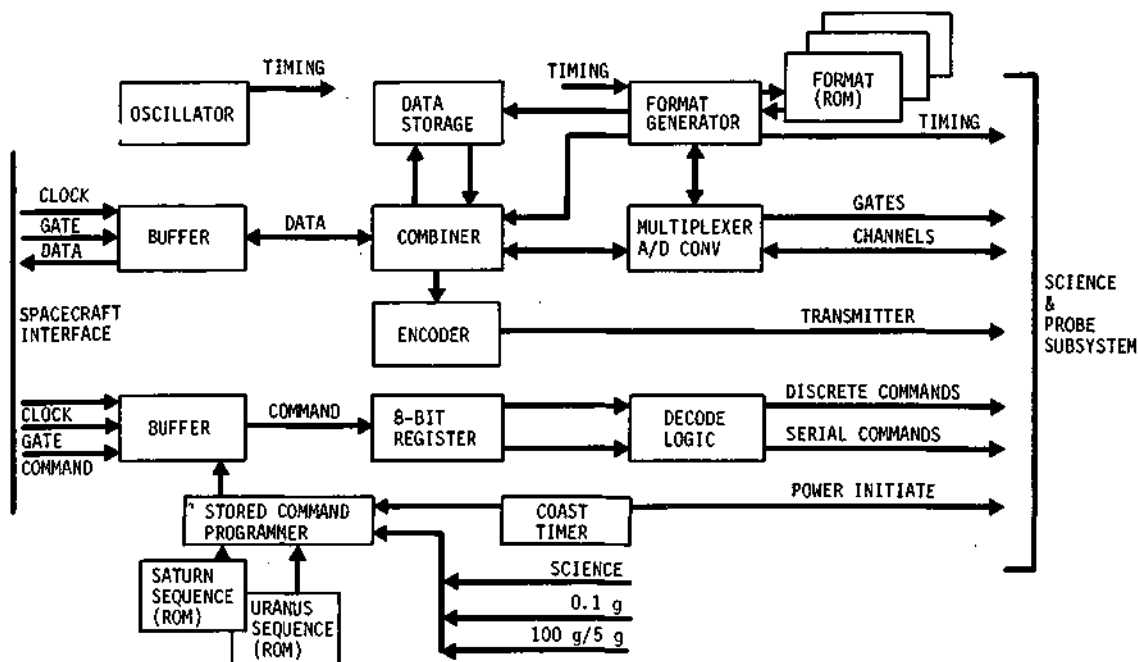 TIMING
OSCILLATOR
DATA
STORAGE
TIMING
FORMAT
GENERATOR
FORMAT
(ROM)
TIMING
CLOCK
GATE
DATA
BUFFER
DATA
COMBINER
MULTIPLEXER
A/D CONV
GATES
CHANNELS
SPACECRAFT
INTERFACE
ENCODER
TRANSMITTER
SCIENCE
&
PROBE
SUBSYSTEM
CLOCK
GATE
COMMAND
BUFFER
COMMAND
8-BIT
REGISTER
DECODE
LOGIC
DISCRETE COMMANDS
SERIAL COMMANDS
STORED COMMAND
PROGRAMMER
COAST
TIMER
POWER INITIATE
SATURN
SEQUENCE
(ROM)
URANUS
SEQUENCE
(ROM)
SCIENCE
0.1 g
100 g/5 g